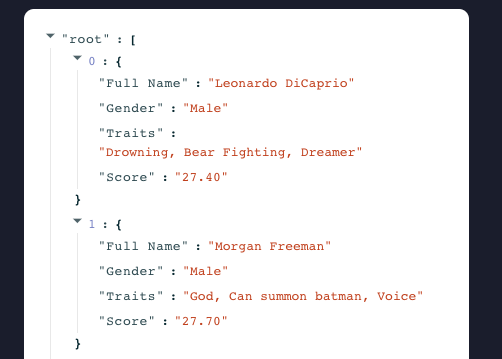 "root" : [
0 : {
"Full Name" : "Leonardo DiCaprio"
"Gender" : "Male"
"Traits" :
"Drowning, Bear Fighting, Dreamer"
"Score" : "27.40"
}
1 : {
"Full Name" : "Morgan Freeman"
"Gender" : "Male"
"Traits" : "God, Can summon batman, Voice"
"Score" : "27.70"
}